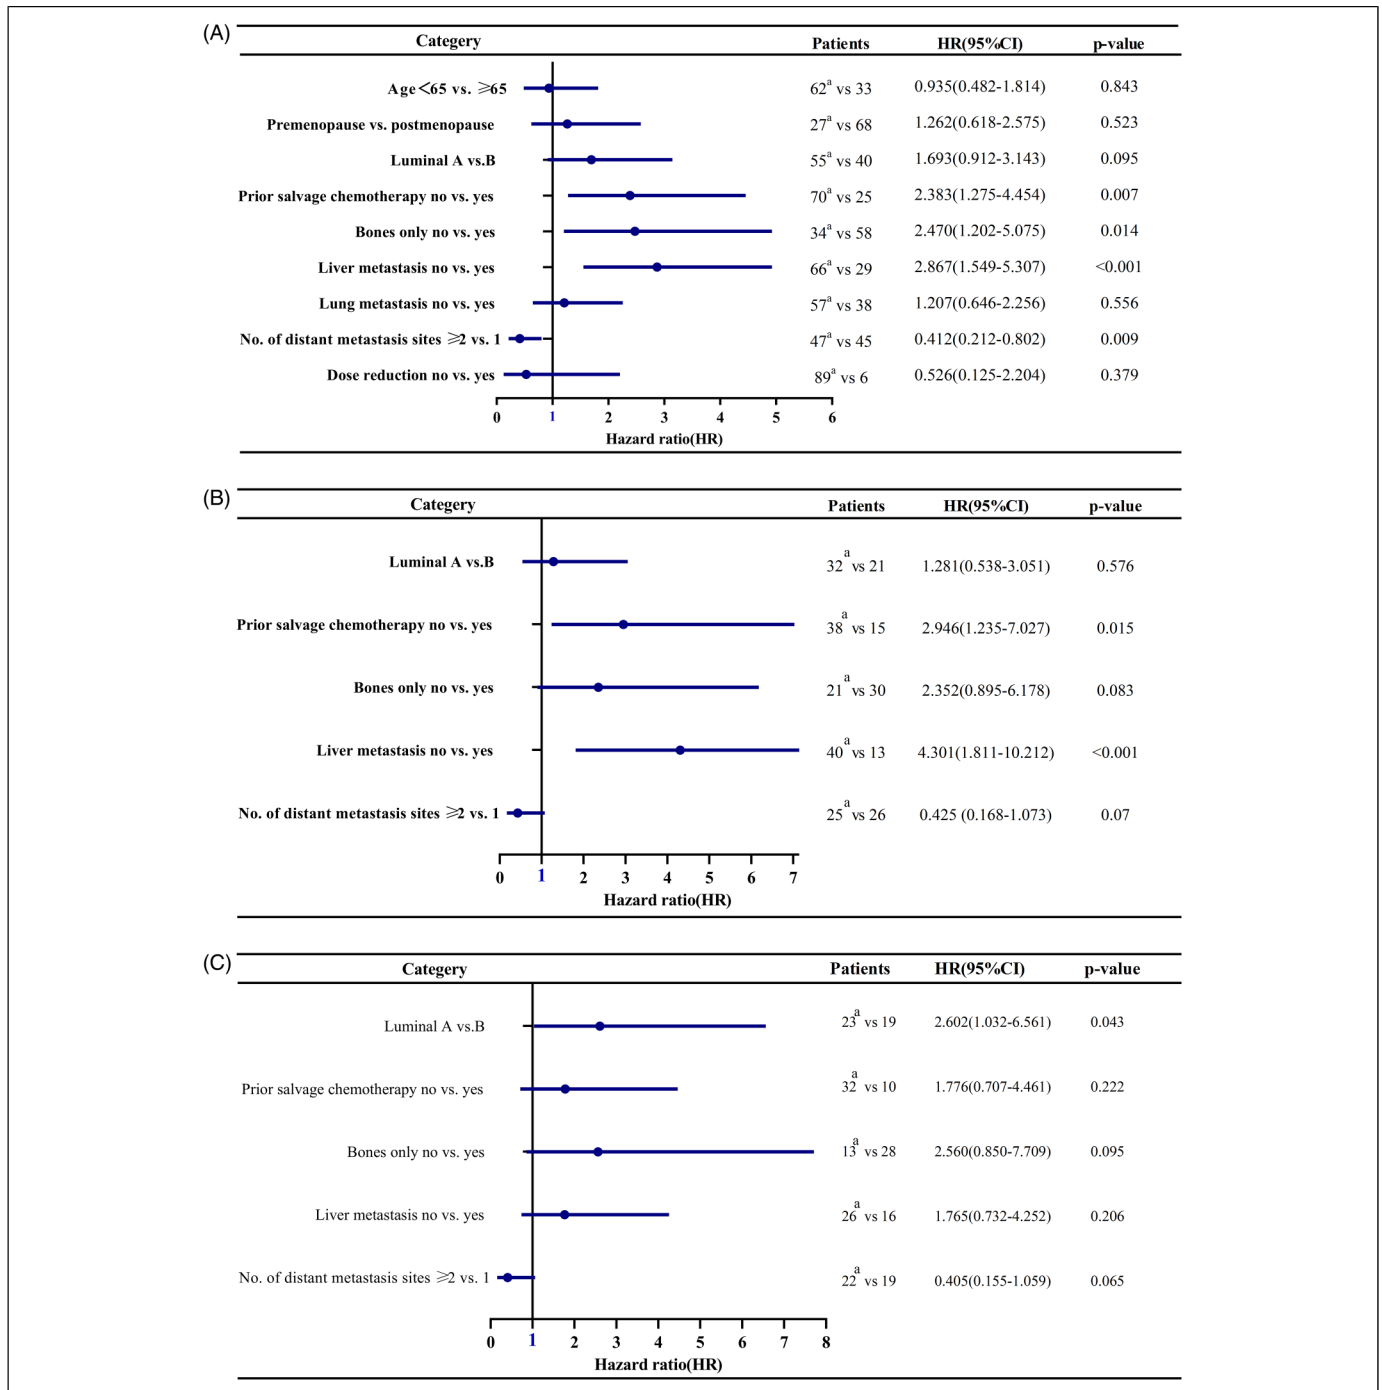 (A)
Category Patients HR(95%CI) p-value
Age<65 vs. ⩾65 62a vs 33 0.935(0.482-1.814) 0.843
Premenopause vs. postmenopause 27a vs 68 1.262(0.618-2.575) 0.523
Luminal A vs.B 55a vs 40 1.693(0.912-3.143) 0.095
Prior salvage chemotherapy no vs. yes 70a vs 25 2.383(1.275-4.454) 0.007
Bones only no vs. yes 34a vs 58 2.470(1.202-5.075) 0.014
Liver metastasis no vs. yes 66a vs 29 2.867(1.549-5.307) <0.001
Lung metastasis no vs. yes 57a vs 38 1.207(0.646-2.256) 0.556
No. of distant metastasis sites ⩾2 vs. 1 47a vs 45 0.412(0.212-0.802) 0.009
Dose reduction no vs. yes 89a vs 6 0.526(0.125-2.204) 0.379
0 1 2 3 4 5 6
Hazard ratio(HR)
(B)
Category Patients HR(95%CI) p-value
Luminal A vs.B 32a vs 21 1.281(0.538-3.051) 0.576
Prior salvage chemotherapy no vs. yes 38a vs 15 2.946(1.235-7.027) 0.015
Bones only no vs. yes 21a vs 30 2.352(0.895-6.178) 0.083
Liver metastasis no vs. yes 40a vs 13 4.301(1.811-10.212) <0.001
No. of distant metastasis sites ⩾2 vs. 1 25a vs 26 0.425 (0.168-1.073) 0.07
0 1 2 3 4 5 6 7
Hazard ratio(HR)
(C)
Category Patients HR(95%CI) p-value
Luminal A vs.B 23a vs 19 2.602(1.032-6.561) 0.043
Prior salvage chemotherapy no vs. yes 32a vs 10 1.776(0.707-4.461) 0.222
Bones only no vs. yes 13a vs 28 2.560(0.850-7.709) 0.095
Liver metastasis no vs. yes 26a vs 16 1.765(0.732-4.252) 0.206
No. of distant metastasis sites ⩾2 vs. 1 22a vs 19 0.405(0.155-1.059) 0.065
0 1 2 3 4 5 6 7 8
Hazard ratio(HR)